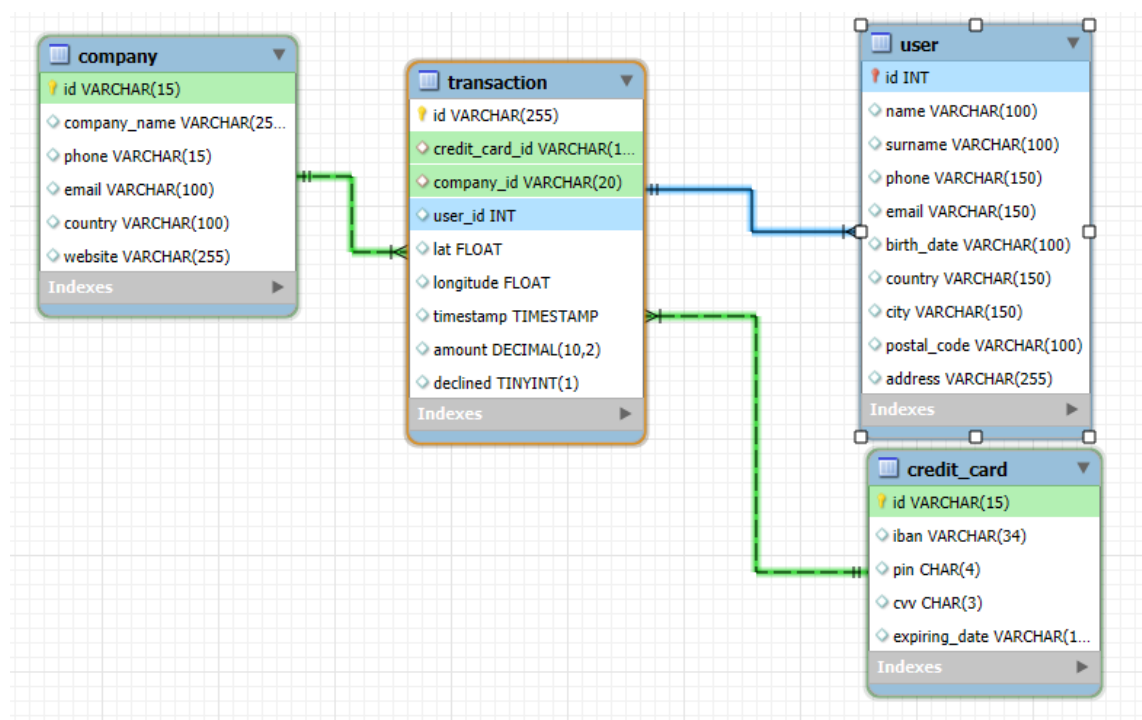 company
id VARCHAR(15)
company_name VARCHAR(25...
phone VARCHAR(15)
email VARCHAR(100)
country VARCHAR(100)
website VARCHAR(255)
Indexes
transaction
id VARCHAR(255)
credit_card_id VARCHAR(1...
company_id VARCHAR(20)
user_id INT
lat FLOAT
longitude FLOAT
timestamp TIMESTAMP
amount DECIMAL(10,2)
declined TINYINT(1)
Indexes
user
id INT
name VARCHAR(100)
surname VARCHAR(100)
phone VARCHAR(150)
email VARCHAR(150)
birth_date VARCHAR(100)
country VARCHAR(150)
city VARCHAR(150)
postal_code VARCHAR(100)
address VARCHAR(255)
Indexes
credit_card
id VARCHAR(15)
iban VARCHAR(34)
pin CHAR(4)
cvv CHAR(3)
expiring_date VARCHAR(1...
Indexes